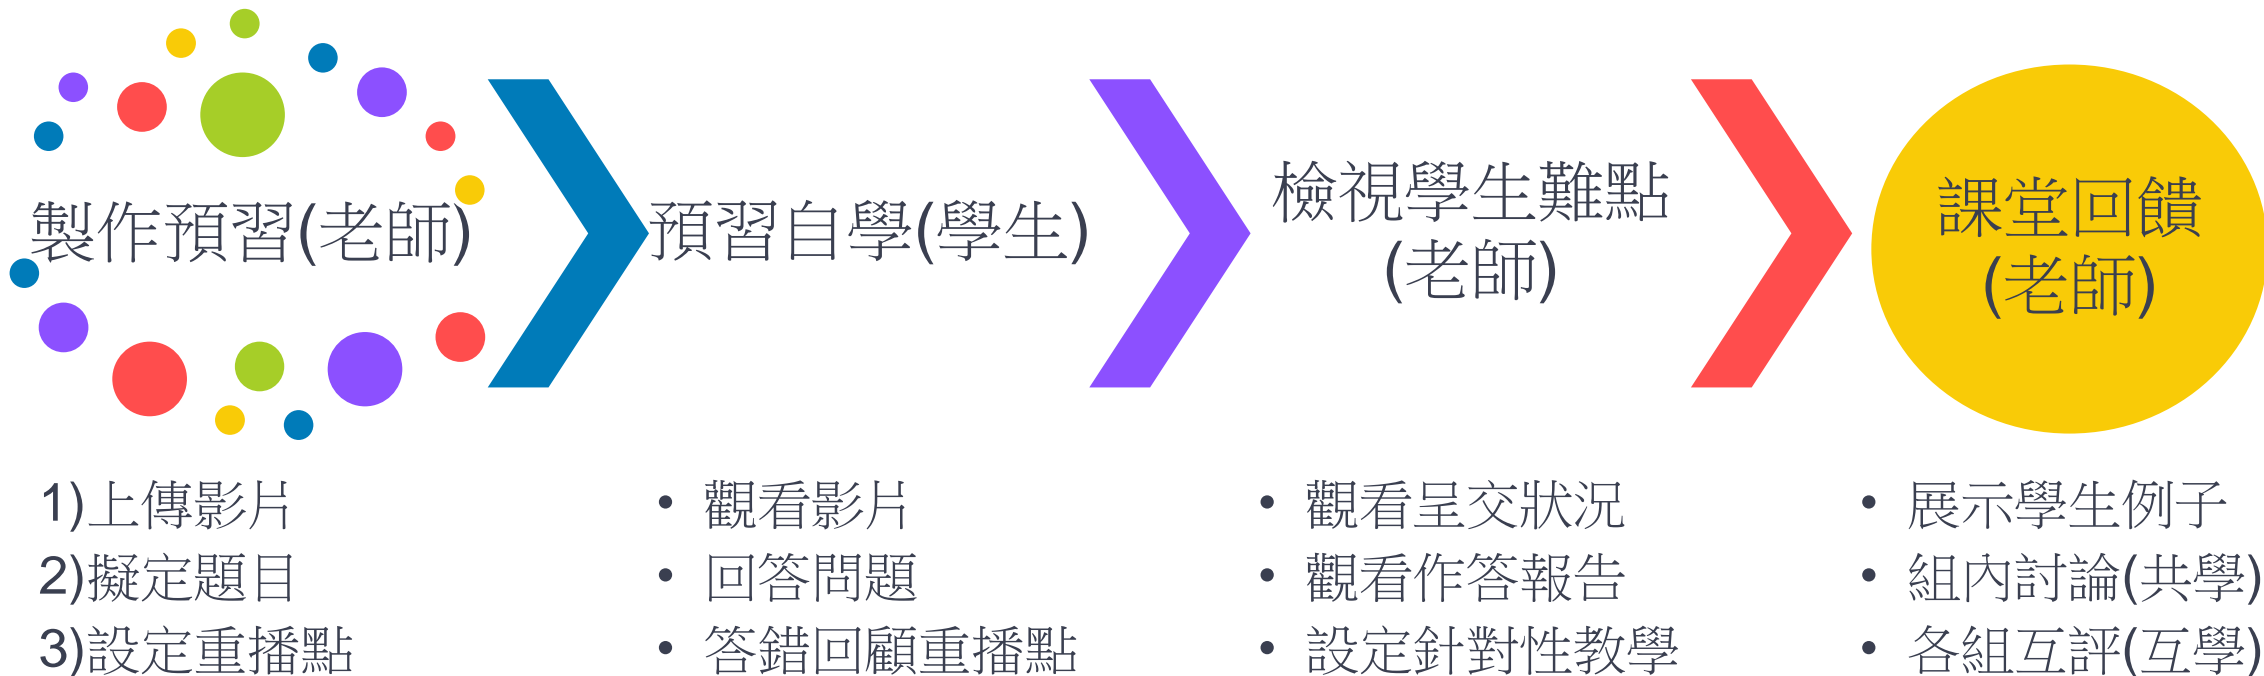 製作預習(老師)
1)上傳影片
2)擬定題目
3)設定重播點
預習自學(學生)
• 觀看影片
• 回答問題
• 答錯回顧重播點
檢視學生難點
(老師)
• 觀看呈交狀況
• 觀看作答報告
• 設定針對性教學
課堂回饋
(老師)
• 展示學生例子
• 組內討論(共學)
• 各組互評(互學)